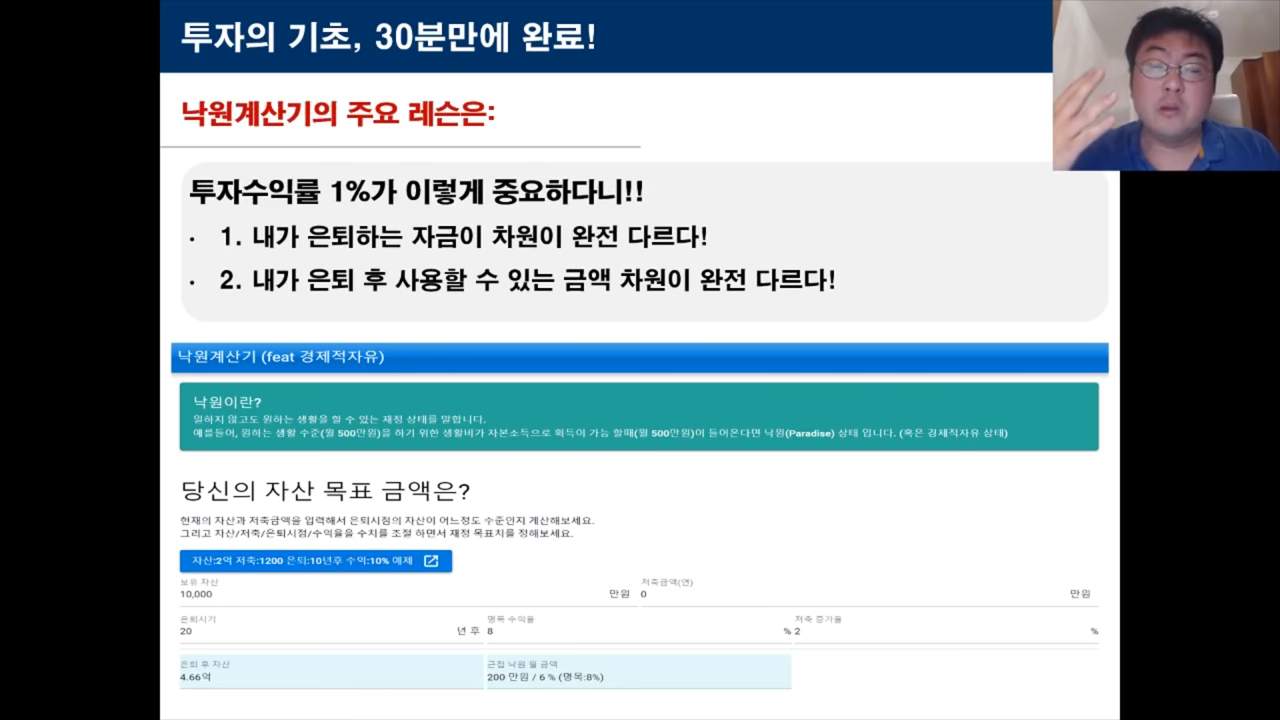 투자의 기초, 30분만에 완료!
낙원계산기의 주요 레슨은:
투자수익률 1%가 이렇게 중요하다니!!
· 1. 내가 은퇴하는 자금이 차원이 완전 다르다!
· 2. 내가 은퇴 후 사용할 수 있는 금액 차원이 완전 다르다!
낙원계산기 (feat 경제적자유)
낙원이란?
일하지 않고도 원하는 생활을 할 수 있는 재정 상태를 말합니다.
예를들어, 원하는 생활 수준(월 500만원)을 하기 위한 생활비가 자본소득으로 획득이 가능 할때(월 500만원)이 들어온다면 낙원(Paradise) 상태 입니다. (혹은 경제적자유 상태)
당신의 자산 목표 금액은?
현재의 자산과 저축금액을 입력해서 은퇴시점의 자산이 어느정도 수준인지 계산해보세요.
그리고 자산/저축/은퇴시점/수익율을 수치를 조절 하면서 재정 목표치를 정해보세요.
자산:2억 저축:1200 은퇴:10년후 수익:10% 예제
보유 자산 저축금액(연)
10,000 만원 0 만원
은퇴시기 명목 수익율 저축 증가율
20 년 후 8 % 2 %
은퇴 후 자산 근접 낙원 월 금액
4.66억 200 만원 / 6 % (명목:8%)